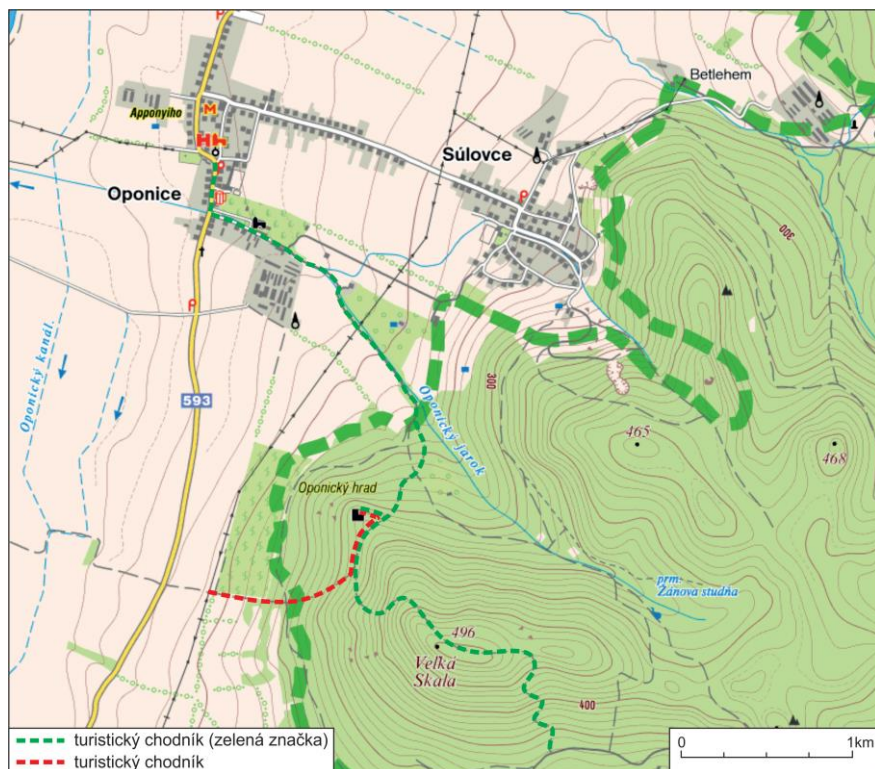 Betlehem
Apponyiho
M
Súlovce
Oponice
300
Oponický kanál
593
Oponický jarok
300
465
468
Oponický hrad
prm.
Žánova studňa
496
Veľká
Skala
400
turistický chodník (zelená značka)
turistický chodník
0
1km